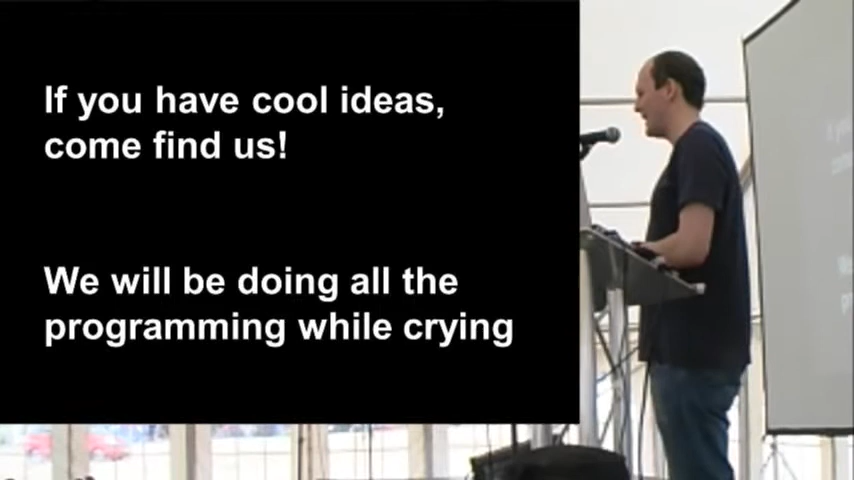 If you have cool ideas,
come find us!
We will be doing all the
programming while crying